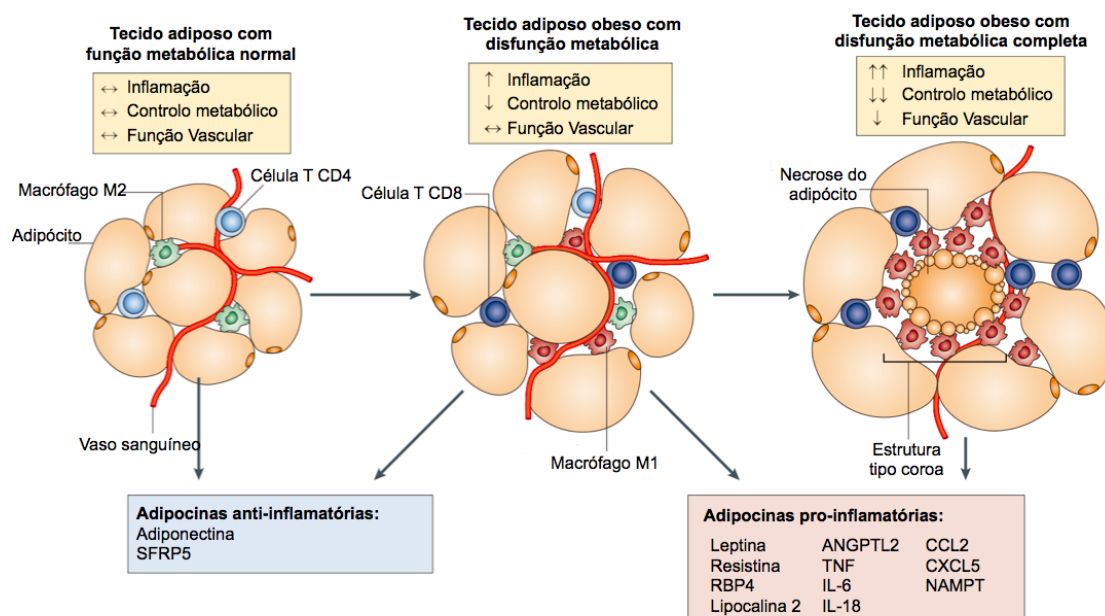 Tecido adiposo com
função metabólica normal
↔ Inflamação
↔ Controlo metabólico
↔ Função Vascular
Tecido adiposo obeso com
disfunção metabólica
↑ Inflamação
↓ Controlo metabólico
↔ Função Vascular
Tecido adiposo obeso com
disfunção metabólica completa
↑↑ Inflamação
↓↓ Controlo metabólico
↓ Função Vascular
Macrófago M2
Célula T CD4
Adipócito
Vaso sanguíneo
Célula T CD8
Macrófago M1
Necrose do
adipócito
Estrutura
tipo coroa
Adipocinas anti-inflamatórias:
Adiponectina
SFRP5
Adipocinas pro-inflamatórias:
Leptina ANGPTL2 CCL2
Resistina TNF CXCL5
RBP4 IL-6 NAMPT
Lipocalina 2 IL-18